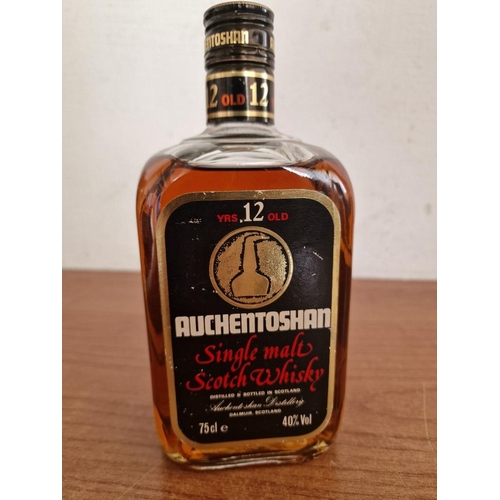 AUCHENTOSHAN
12 OLD 12
YRS. 12 OLD
AUCHENTOSHAN
Single malt
Scotch Whisky
DISTILLED & BOTTLED IN SCOTLAND
Auchentoshan Distillery
DALMUIR, SCOTLAND
75cl e 40% Vol